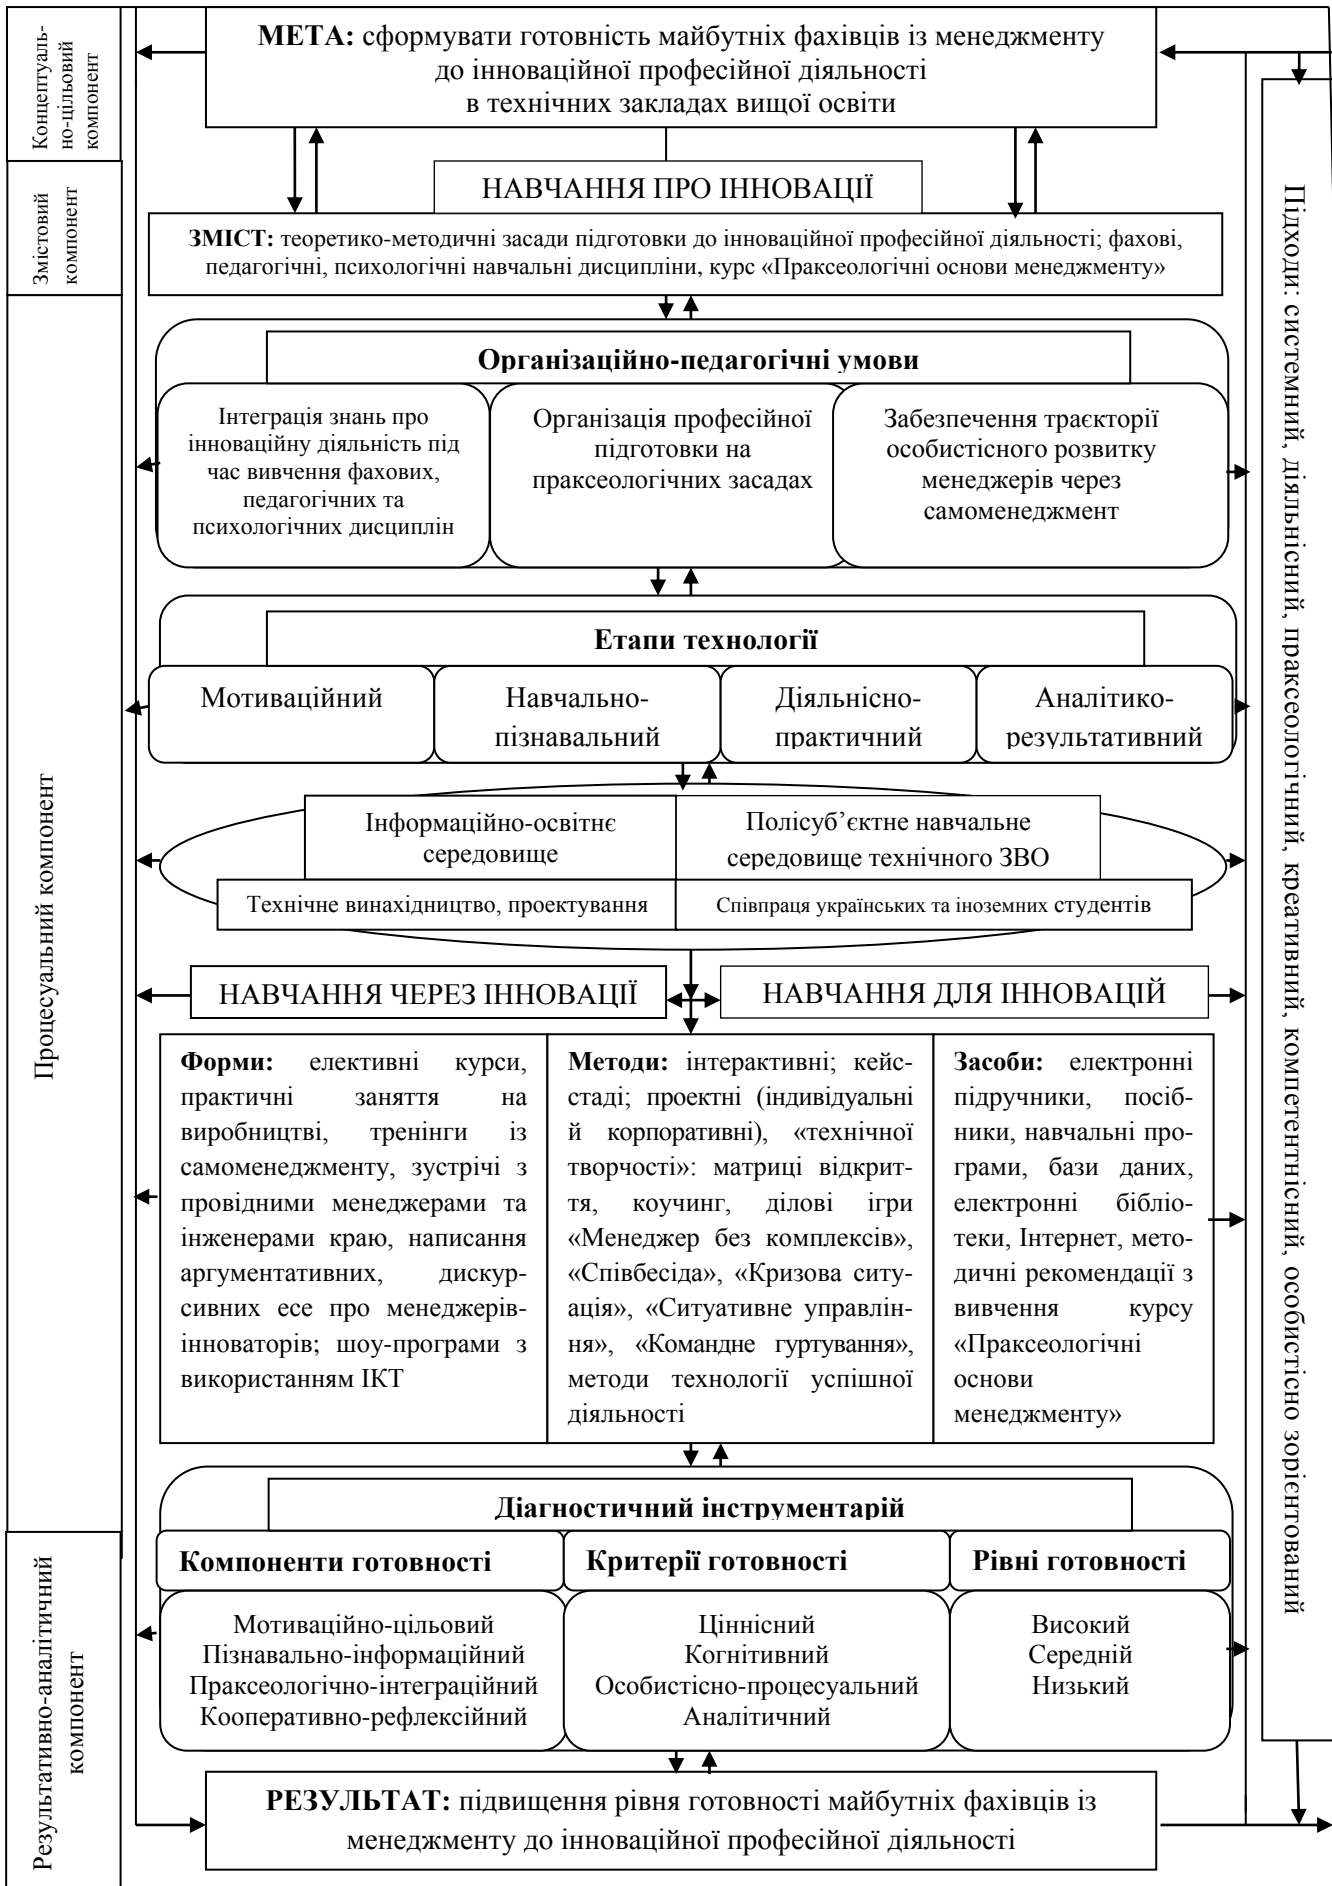 Концептуаль-
но-цільовий
компонент
МЕТА: сформувати готовність майбутніх фахівців із менеджменту
до інноваційної професійної діяльності
в технічних закладах вищої освіти
Змістовий
компонент
НАВЧАННЯ ПРО ІННОВАЦІЇ
ЗМІСТ: теоретико-методичні засади підготовки до інноваційної професійної діяльності; фахові,
педагогічні, психологічні навчальні дисципліни, курс «Праксеологічні основи менеджменту»
Підходи: системний, діяльнісний, праксеологічний, креативний, компетентнісний, особистісно зорієнтований
Процесуальний компонент
Організаційно-педагогічні умови
Інтеграція знань про
інноваційну діяльність під
час вивчення фахових,
педагогічних та
психологічних дисциплін
Організація професійної
підготовки на
праксеологічних засадах
Забезпечення траєкторії
особистісного розвитку
менеджерів через
самоменеджмент
Етапи технології
Мотиваційний
Навчально-
пізнавальний
Діяльнісно-
практичний
Аналітико-
результативний
Інформаційно-освітнє
середовище
Полісуб’єктне навчальне
середовище технічного ЗВО
Технічне винахідництво, проектування
Співпраця українських та іноземних студентів
НАВЧАННЯ ЧЕРЕЗ ІННОВАЦІЇ
НАВЧАННЯ ДЛЯ ІННОВАЦІЙ
Форми: елективні курси,
практичні заняття на
виробництві, тренінги із
самоменеджменту, зустрічі з
провідними менеджерами та
інженерами краю, написання
аргументативних, дискур-
сивних есе про менеджерів-
інноваторів; шоу-програми з
використанням ІКТ
Методи: інтерактивні; кейс-
стаді; проектні (індивідуальні
й корпоративні), «технічної
творчості»: матриці відкрит-
тя, коучинг, ділові ігри
«Менеджер без комплексів»,
«Співбесіда», «Кризова ситу-
ація», «Ситуативне управлін-
ня», «Командне гуртування»,
методи технології успішної
діяльності
Засоби: електронні
підручники, посіб-
ники, навчальні про-
грами, бази даних,
електронні бібліо-
теки, Інтернет, мето-
дичні рекомендації з
вивчення курсу
«Праксеологічні
основи
менеджменту»
Результативно-аналітичний
компонент
Діагностичний інструментарій
Компоненти готовності
Критерії готовності
Рівні готовності
Мотиваційно-цільовий
Пізнавально-інформаційний
Праксеологічно-інтеграційний
Кооперативно-рефлексійний
Ціннісний
Когнітивний
Особистісно-процесуальний
Аналітичний
Високий
Середній
Низький
РЕЗУЛЬТАТ: підвищення рівня готовності майбутніх фахівців із
менеджменту до інноваційної професійної діяльності